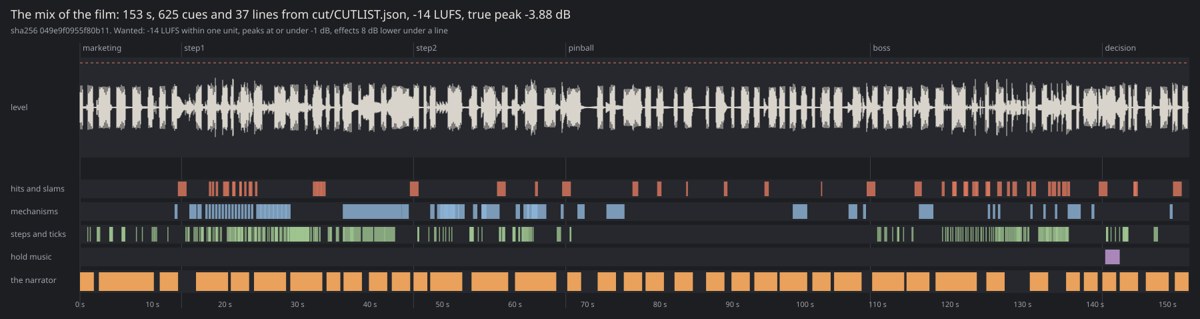 The mix of the film: 153 s, 625 cues and 37 lines from cut/CUTLIST.json, -14 LUFS, true peak -3.88 dB
sha256 049e9f0955f80b11. Wanted: -14 LUFS within one unit, peaks at or under -1 dB, effects 8 dB lower under a line
marketing step1 step2 pinball boss decision
level
hits and slams
mechanisms
steps and ticks
hold music
the narrator
0 s 10 s 20 s 30 s 40 s 50 s 60 s 70 s 80 s 90 s 100 s 110 s 120 s 130 s 140 s 150 s